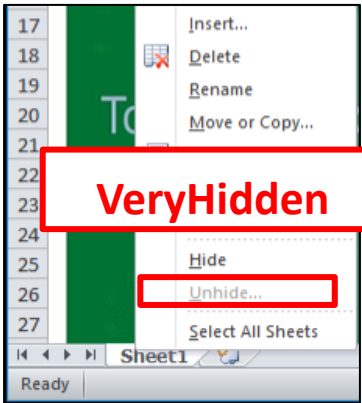 17
Insert...
18
Delete
19
Rename
20
To
Move or Copy...
21
22
VeryHidden
23
24
25
Hide
26
Unhide...
27
Select All Sheets
Sheet1
Ready